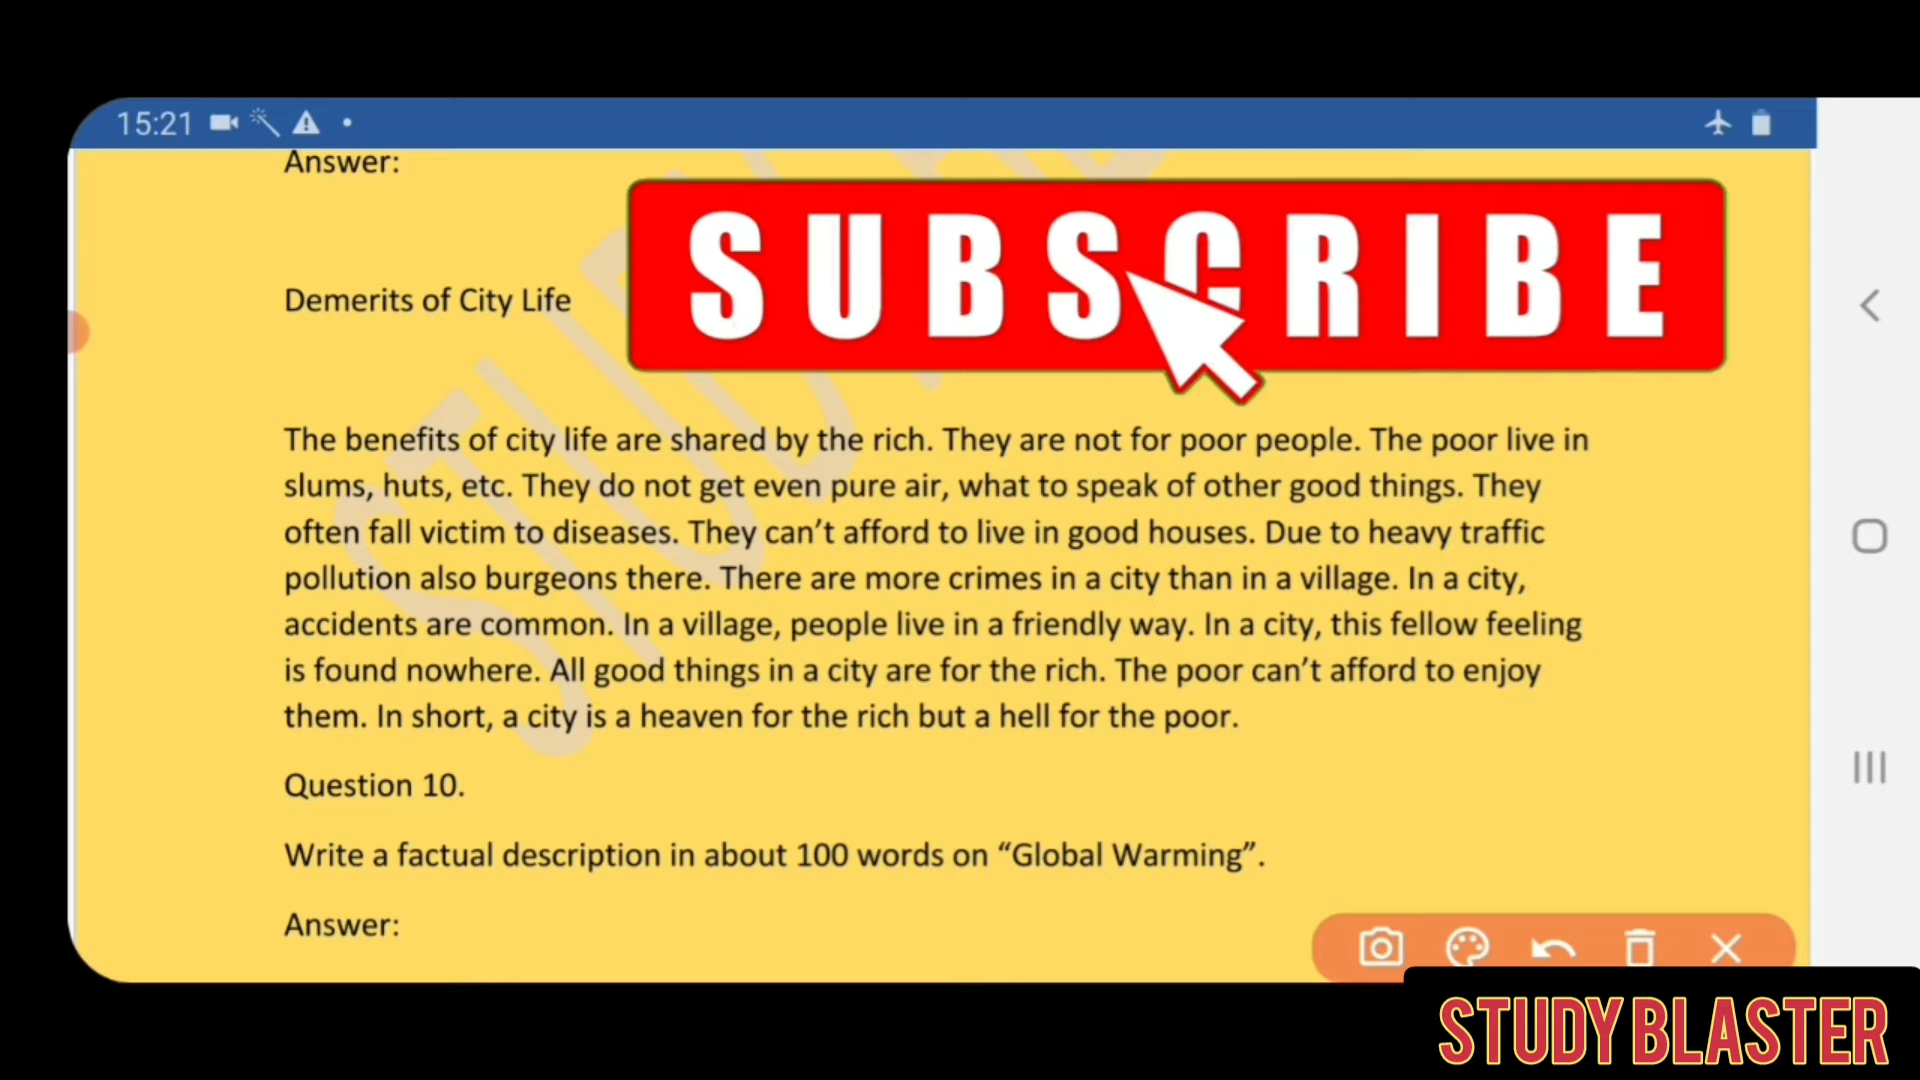 15:21
Answer:
SUBSCRIBE
Demerits of City Life
The benefits of city life are shared by the rich. They are not for poor people. The poor live in
slums, huts, etc. They do not get even pure air, what to speak of other good things. They
often fall victim to diseases. They can’t afford to live in good houses. Due to heavy traffic
pollution also burgeons there. There are more crimes in a city than in a village. In a city,
accidents are common. In a village, people live in a friendly way. In a city, this fellow feeling
is found nowhere. All good things in a city are for the rich. The poor can’t afford to enjoy
them. In short, a city is a heaven for the rich but a hell for the poor.
Question 10.
Write a factual description in about 100 words on “Global Warming”.
Answer:
STUDY BLASTER